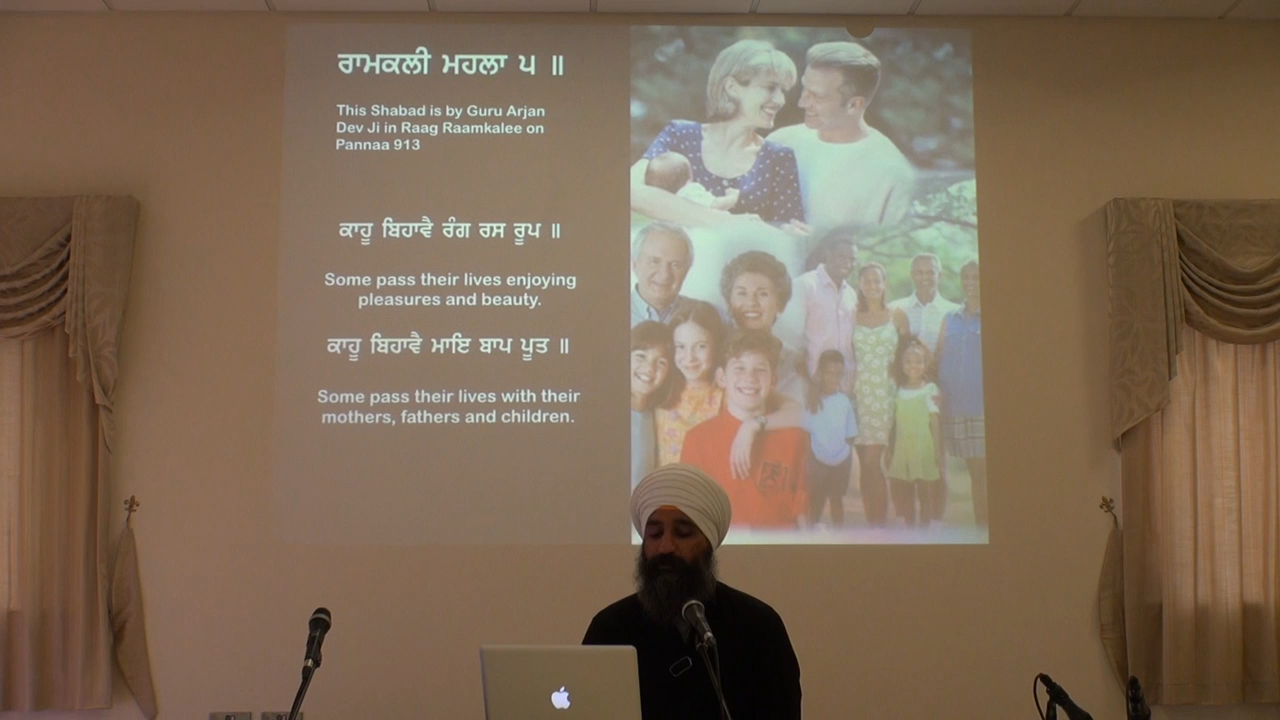 ਰਾਮਕਲੀ ਮਹਲਾ ੫ ॥
This Shabad is by Guru Arjan
Dev Ji in Raag Raamkalee on
Pannaa 913
ਕਾਹੂ ਬਿਹਾਵੈ ਰੰਗ ਰਸ ਰੂਪ ॥
Some pass their lives enjoying
pleasures and beauty.
ਕਾਹੂ ਬਿਹਾਵੈ ਮਾਇ ਬਾਪ ਪੂਤ ॥
Some pass their lives with their
mothers, fathers and children.